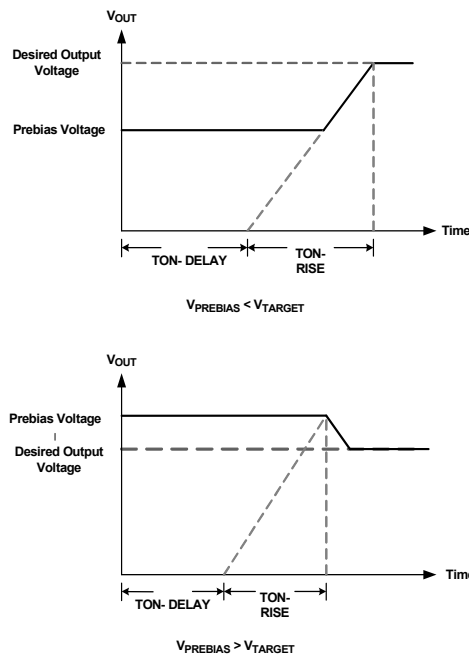 VOUT
Desired Output
Voltage
Prebias Voltage
Time
TON- DELAY
TON-
RISE
VPREBIAS < VTARGET
VOUT
Prebias Voltage
Desired Output
Voltage
Time
TON- DELAY
TON-
RISE
VPREBIAS > VTARGET